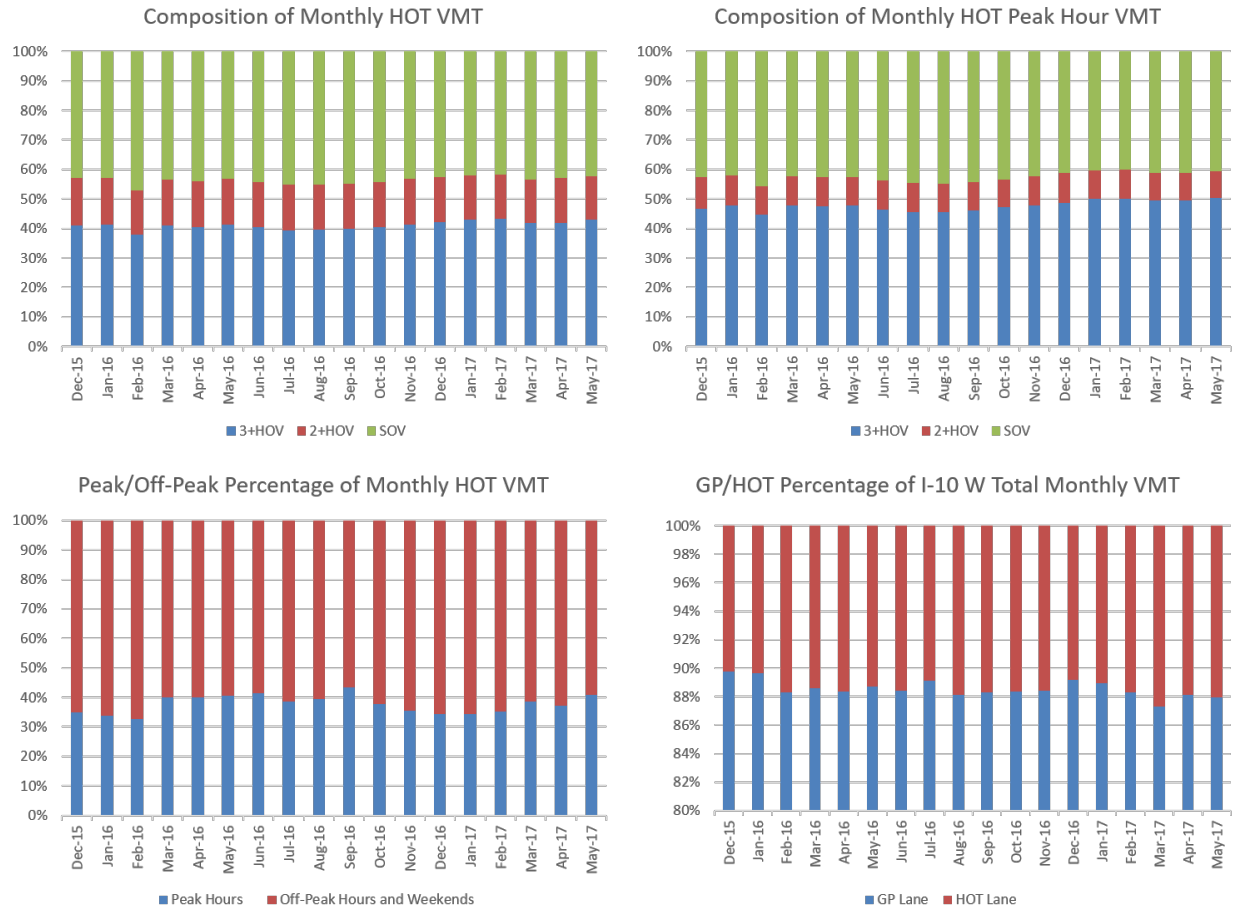 Composition of Monthly HOT VMT
100%
90%
80%
70%
60%
50%
40%
30%
20%
10%
0%
Dec-15
Jan-16
Feb-16
Mar-16
Apr-16
May-16
Jun-16
Jul-16
Aug-16
Sep-16
Oct-16
Nov-16
Dec-16
Jan-17
Feb-17
Mar-17
Apr-17
May-17
3+HOV 2+HOV SOV
Composition of Monthly HOT Peak Hour VMT
100%
90%
80%
70%
60%
50%
40%
30%
20%
10%
0%
Dec-15
Jan-16
Feb-16
Mar-16
Apr-16
May-16
Jun-16
Jul-16
Aug-16
Sep-16
Oct-16
Nov-16
Dec-16
Jan-17
Feb-17
Mar-17
Apr-17
May-17
3+HOV 2+HOV SOV
Peak/Off-Peak Percentage of Monthly HOT VMT
100%
90%
80%
70%
60%
50%
40%
30%
20%
10%
0%
Dec-15
Jan-16
Feb-16
Mar-16
Apr-16
May-16
Jun-16
Jul-16
Aug-16
Sep-16
Oct-16
Nov-16
Dec-16
Jan-17
Feb-17
Mar-17
Apr-17
May-17
Peak Hours Off-Peak Hours and Weekends
GP/HOT Percentage of I-10 W Total Monthly VMT
100%
98%
96%
94%
92%
90%
88%
86%
84%
82%
80%
Dec-15
Jan-16
Feb-16
Mar-16
Apr-16
May-16
Jun-16
Jul-16
Aug-16
Sep-16
Oct-16
Nov-16
Dec-16
Jan-17
Feb-17
Mar-17
Apr-17
May-17
GP Lane HOT Lane